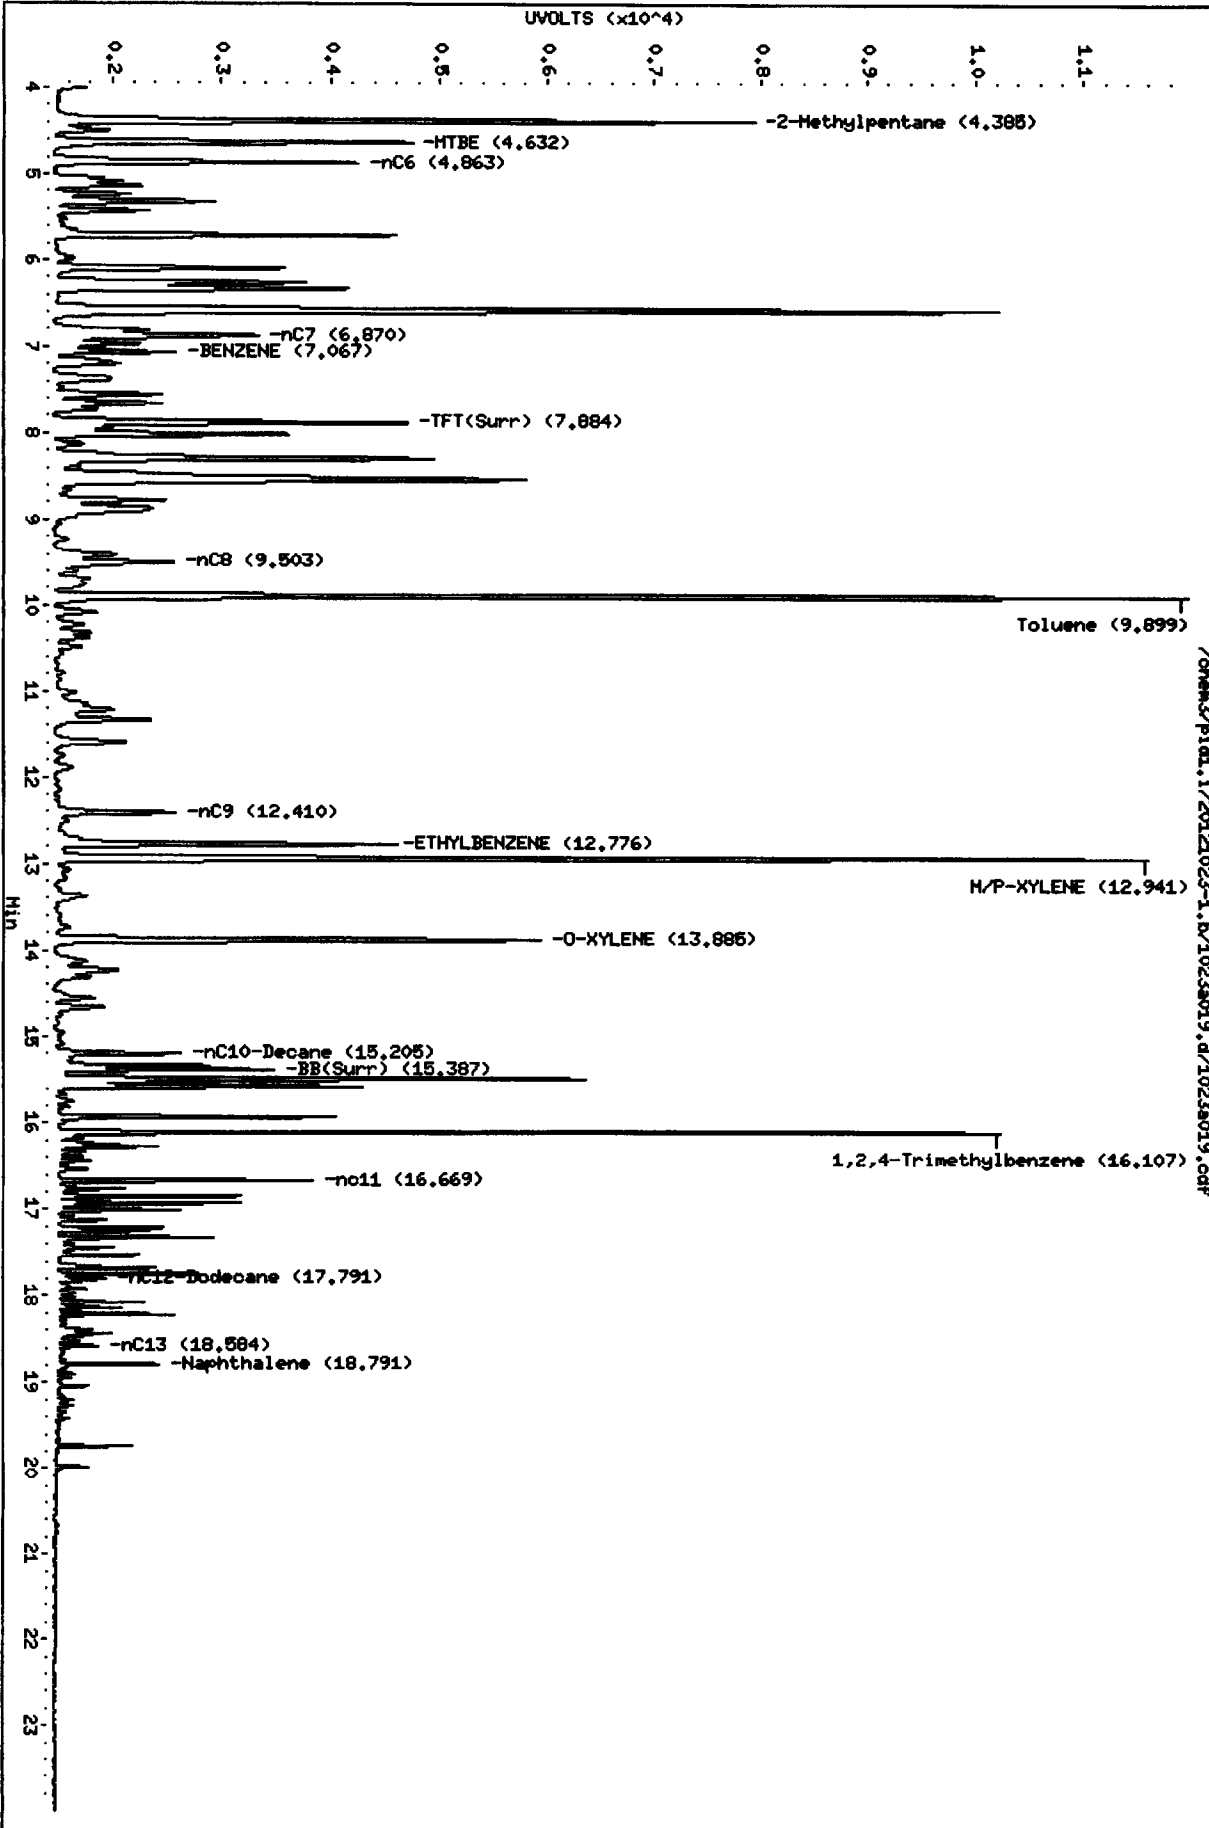 UVOLTS (x10^4)
0.2
0.3
0.4
0.5
0.6
0.7
0.8
0.9
1.0
1.1
4
5
6
7
8
9
10
11
12
13
14
15
16
17
18
19
20
21
22
23
Min
-2-Methylpentane (4.385)
-MTBE (4.632)
-nC6 (4.863)
-nC7 (6.870)
-BENZENE (7.067)
-TFT(Surr) (7.884)
-nC8 (9.503)
Toluene (9.899)
-nC9 (12.410)
-ETHYLBENZENE (12.776)
M/P-XYLENE (12.941)
-O-XYLENE (13.885)
-nC10-Decane (15.205)
-BB(Surr) (15.387)
1,2,4-Trimethylbenzene (16.107)
-nc11 (16.669)
-nC12-Dodecane (17.791)
-nC13 (18.584)
-Naphthalene (18.791)